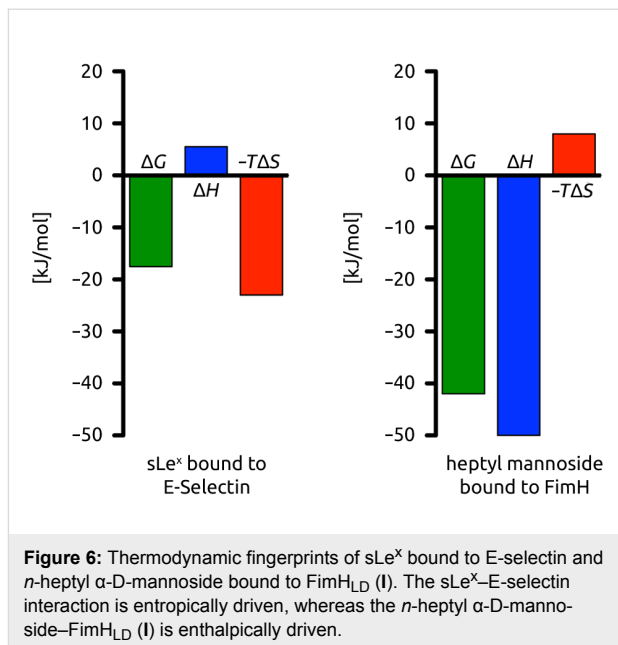 20
10
0
−10
−20
−30
−40
−50
[kJ/mol]
ΔG
ΔH
−TΔS
sLeˣ bound to
E-Selectin
20
10
0
−10
−20
−30
−40
−50
[kJ/mol]
ΔG
ΔH
−TΔS
heptyl mannoside
bound to FimH
Figure 6: Thermodynamic fingerprints of sLeˣ bound to E-selectin and
n-heptyl α-D-mannoside bound to FimH_LD (I). The sLeˣ–E-selectin
interaction is entropically driven, whereas the n-heptyl α-D-manno-
side–FimH_LD (I) is enthalpically driven.